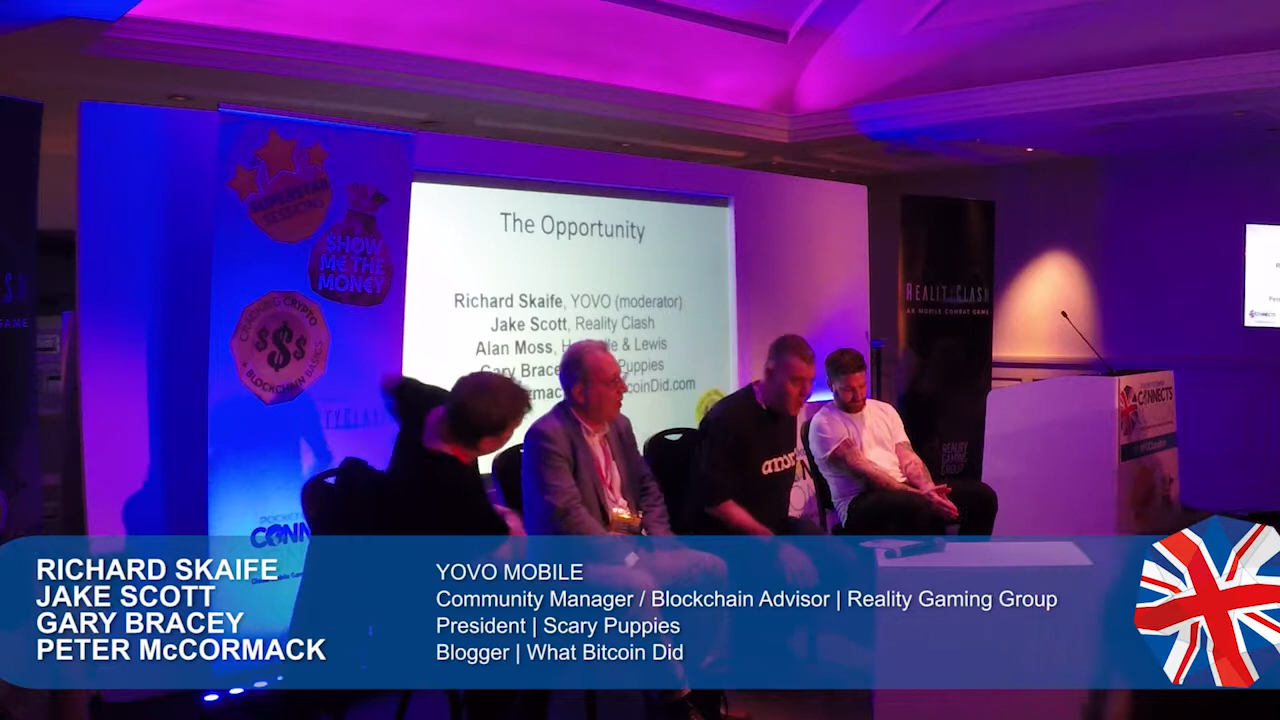 SUPERSTAR
SESSIONS
SHOW
ME THE
MON€Y
CRACKING CRYPTO
$ $ $
& BLOCKCHAIN BASICS
The Opportunity
Richard Skaife, YOVO (moderator)
Jake Scott, Reality Clash
Alan Moss, & Lewis
Gary Puppies
coinDid.com
REALITY CLASH
AR MOBILE COMBAT GAME
GAME
REALITY
GAMING
GROUP
CONNECTS
RICHARD SKAIFE
JAKE SCOTT
GARY BRACEY
PETER McCORMACK
YOVO MOBILE
Community Manager / Blockchain Advisor | Reality Gaming Group
President | Scary Puppies
Blogger | What Bitcoin Did